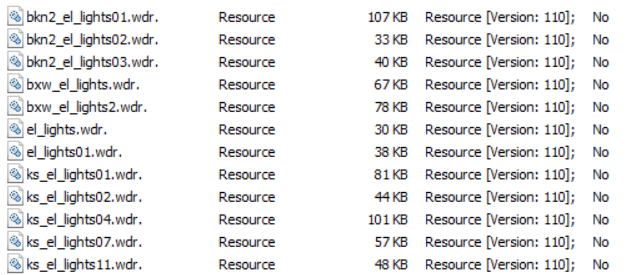 bkn2_el_lights01.wdr. Resource 107 KB Resource [Version: 110]; No
bkn2_el_lights02.wdr. Resource 33 KB Resource [Version: 110]; No
bkn2_el_lights03.wdr. Resource 40 KB Resource [Version: 110]; No
bxw_el_lights.wdr. Resource 67 KB Resource [Version: 110]; No
bxw_el_lights2.wdr. Resource 78 KB Resource [Version: 110]; No
el_lights.wdr. Resource 30 KB Resource [Version: 110]; No
el_lights01.wdr. Resource 38 KB Resource [Version: 110]; No
ks_el_lights01.wdr. Resource 81 KB Resource [Version: 110]; No
ks_el_lights02.wdr. Resource 44 KB Resource [Version: 110]; No
ks_el_lights04.wdr. Resource 101 KB Resource [Version: 110]; No
ks_el_lights07.wdr. Resource 57 KB Resource [Version: 110]; No
ks_el_lights11.wdr. Resource 48 KB Resource [Version: 110]; No